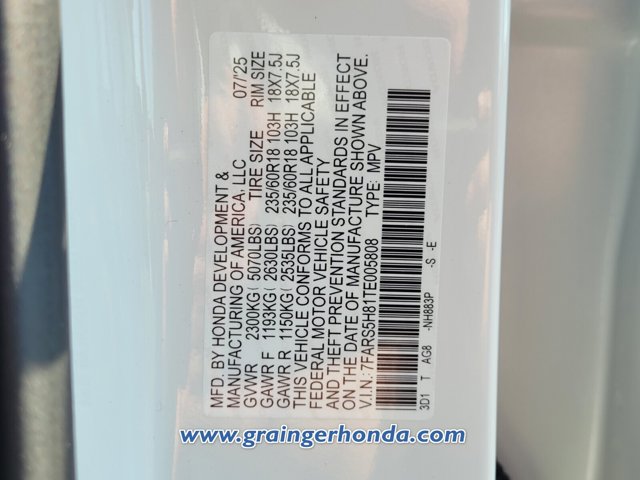 MFD. BY HONDA DEVELOPMENT &
MANUFACTURING OF AMERICA, LLC 07/'25
GVWR 2300KG( 5070LBS) TIRE SIZE RIM SIZE
GAWR F 1193KG( 2630LBS) 235/60R18 103H 18X7.5J
GAWR R 1150KG( 2535LBS) 235/60R18 103H 18X7.5J
THIS VEHICLE CONFORMS TO ALL APPLICABLE
FEDERAL MOTOR VEHICLE SAFETY
AND THEFT PREVENTION STANDARDS IN EFFECT
ON THE DATE OF MANUFACTURE SHOWN ABOVE.
V.I.N.: 7FARS5H81TE005808 TYPE: MPV
3D1 T AG8 -NH883P -S -E
www.graingerhonda.com